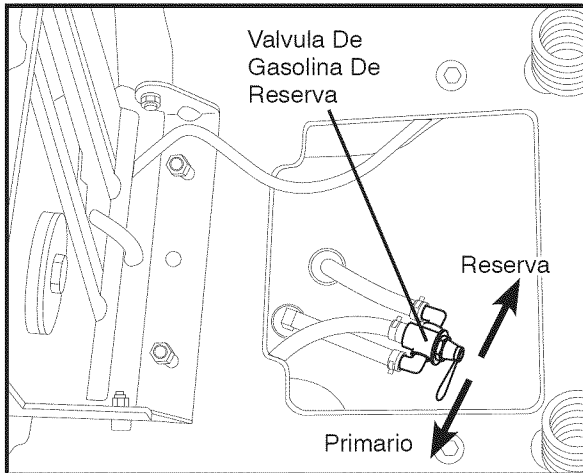 Valvula De
Gasolina De
Reserva
Reserva
Primario